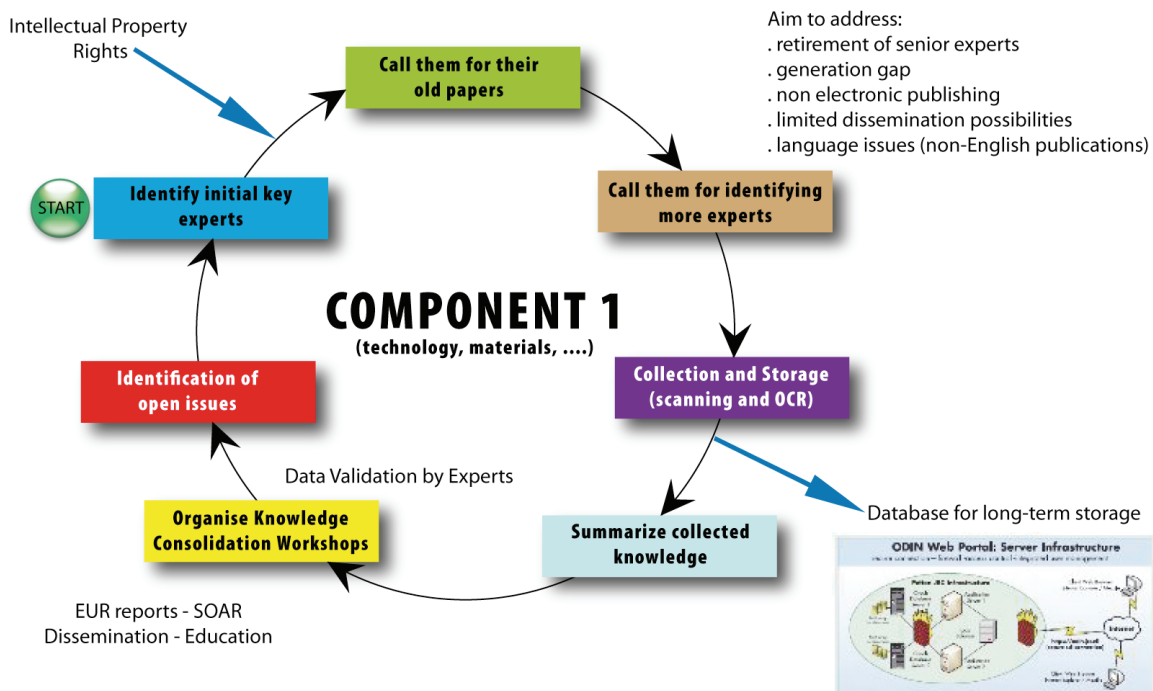 Intellectual Property
Rights
Call them for their
old papers
Aim to address:
. retirement of senior experts
. generation gap
. non electronic publishing
. limited dissemination possibilities
. language issues (non-English publications)
START
Identify initial key
experts
Call them for identifying
more experts
COMPONENT 1
(technology, materials, ....)
Identification of
open issues
Collection and Storage
(scanning and OCR)
Data Validation by Experts
Organise Knowledge
Consolidation Workshops
Summarize collected
knowledge
Database for long-term storage
EUR reports - SOAR
Dissemination - Education
ODIN Web Portal: Server Infrastructure
Internet